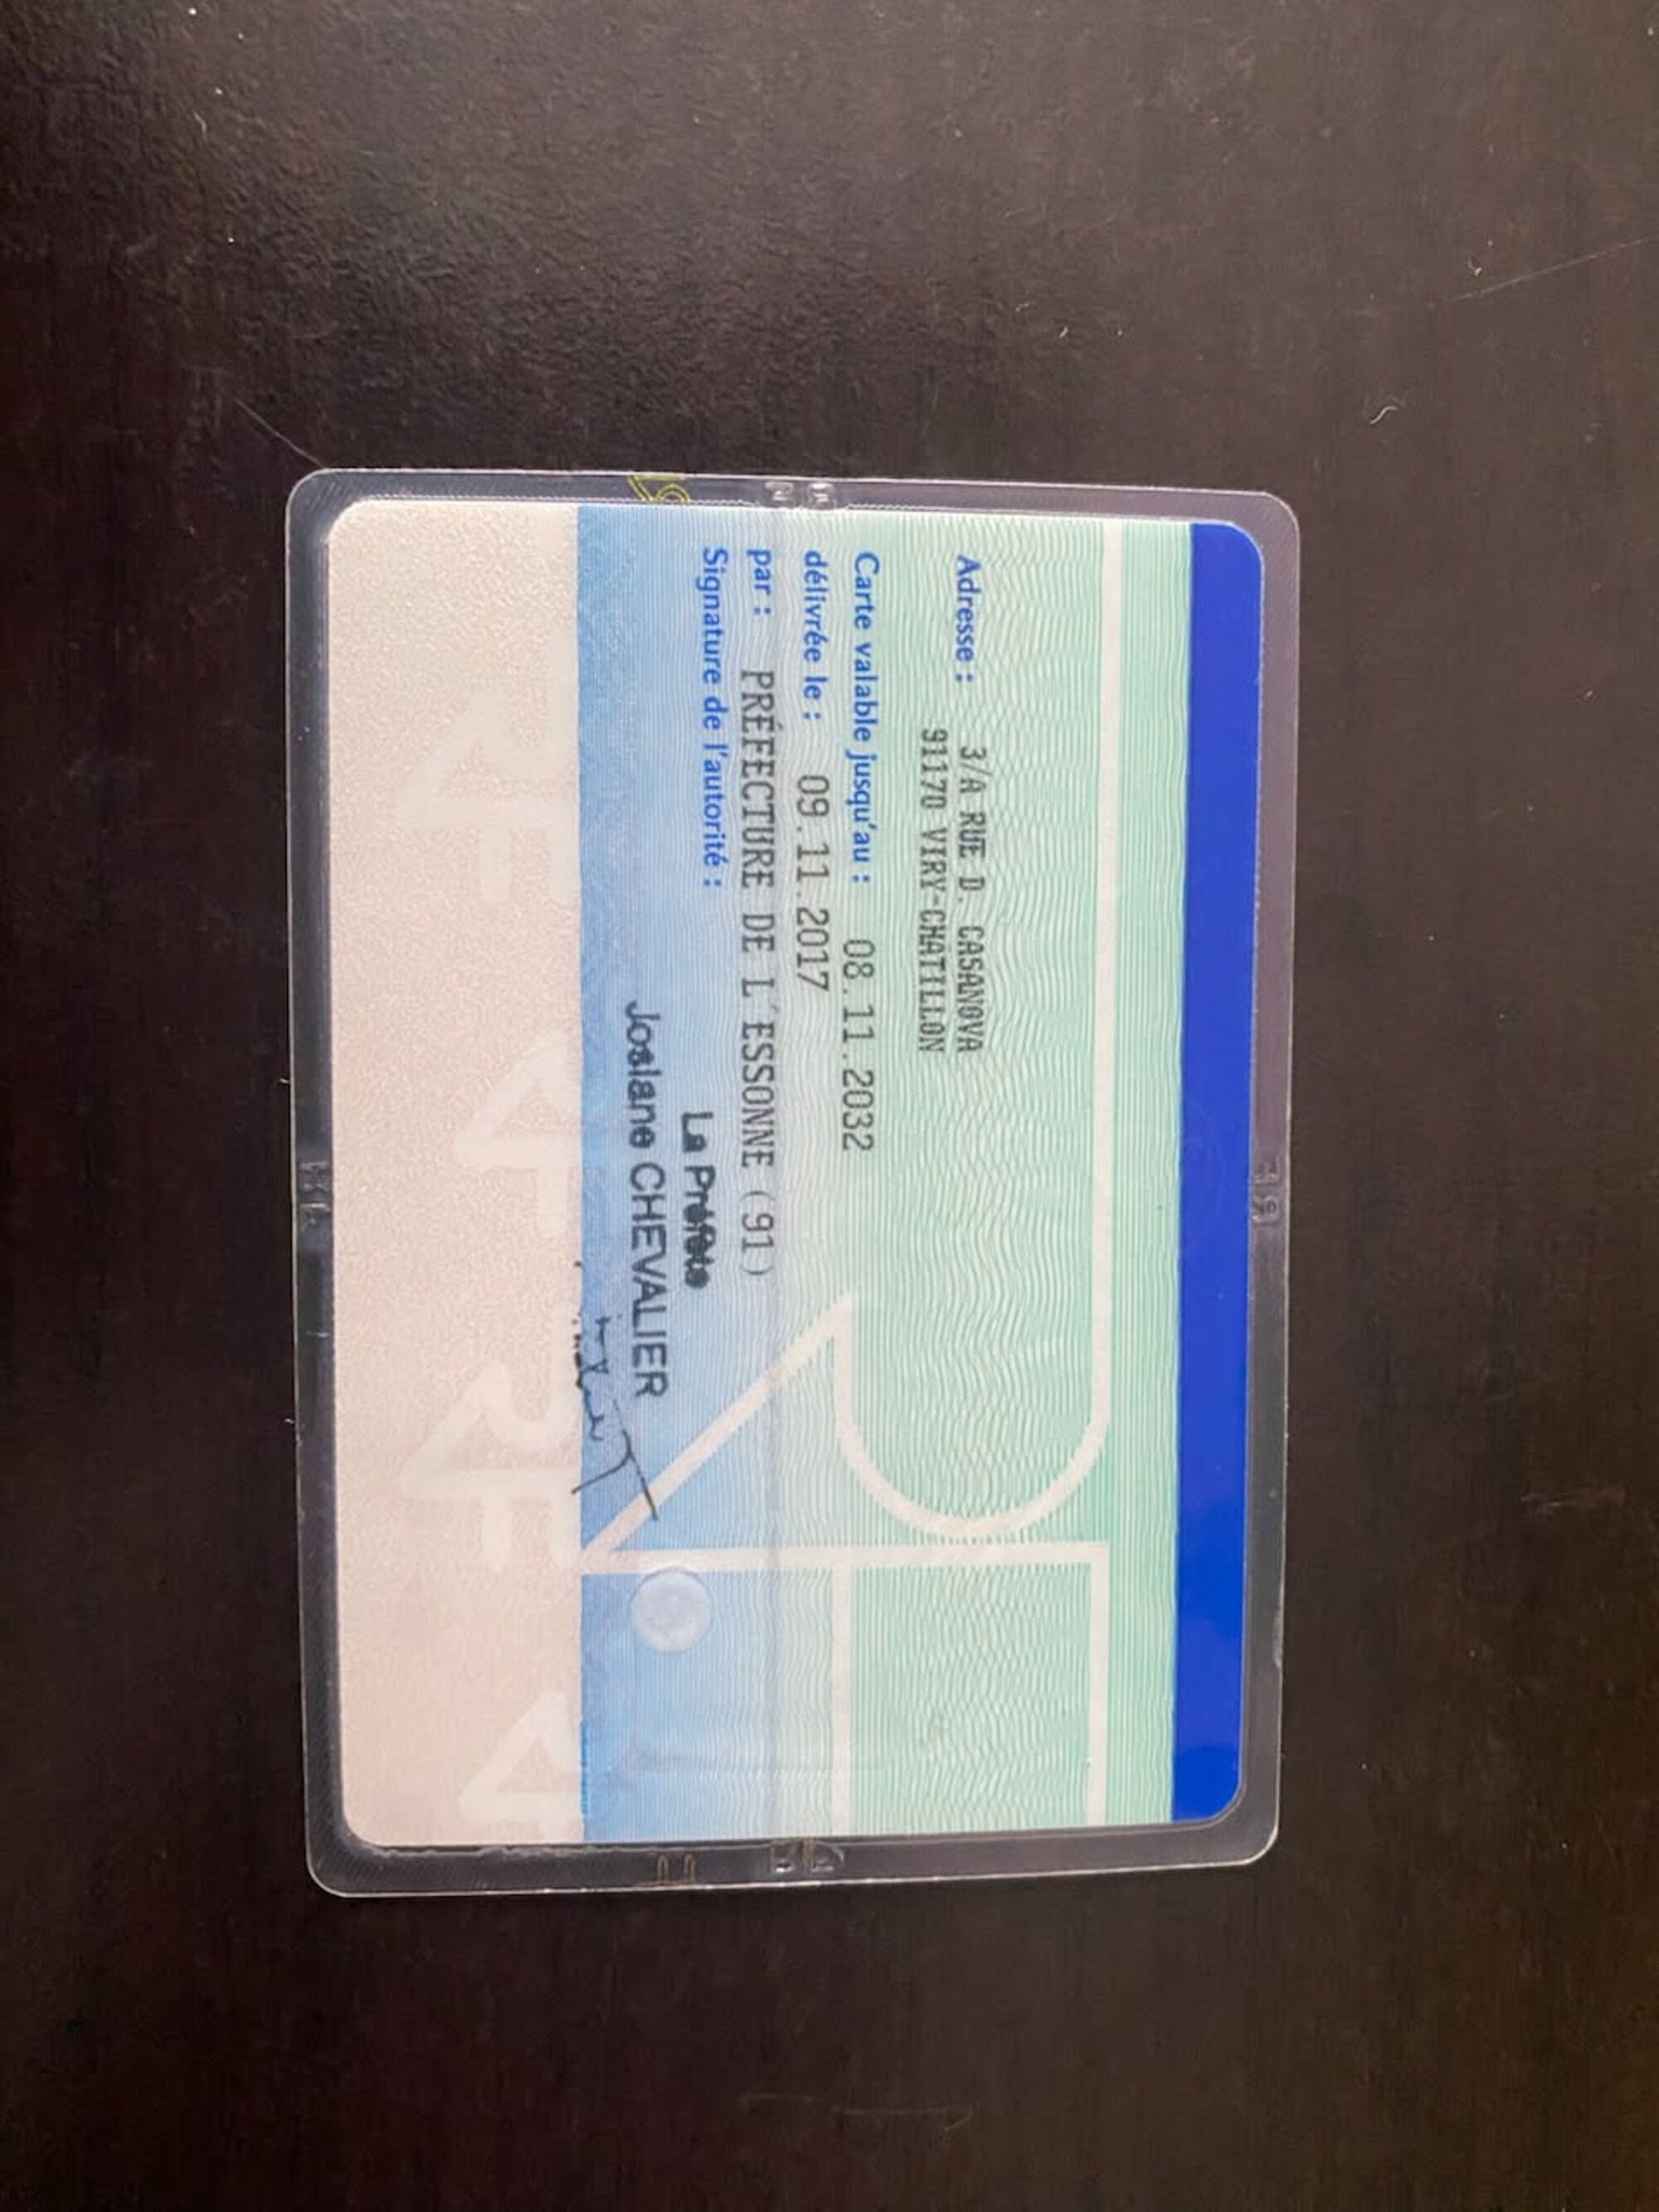 Adresse : 3/A RUE D. CASANOVA
91170 VIRY-CHATILLON
Carte valable jusqu'au : 08.11.2032
délivrée le : 09.11.2017
par : PRÉFECTURE DE L'ESSONNE (91)
Signature de l'autorité :
La Préfète
Josiane CHEVALIER
RF